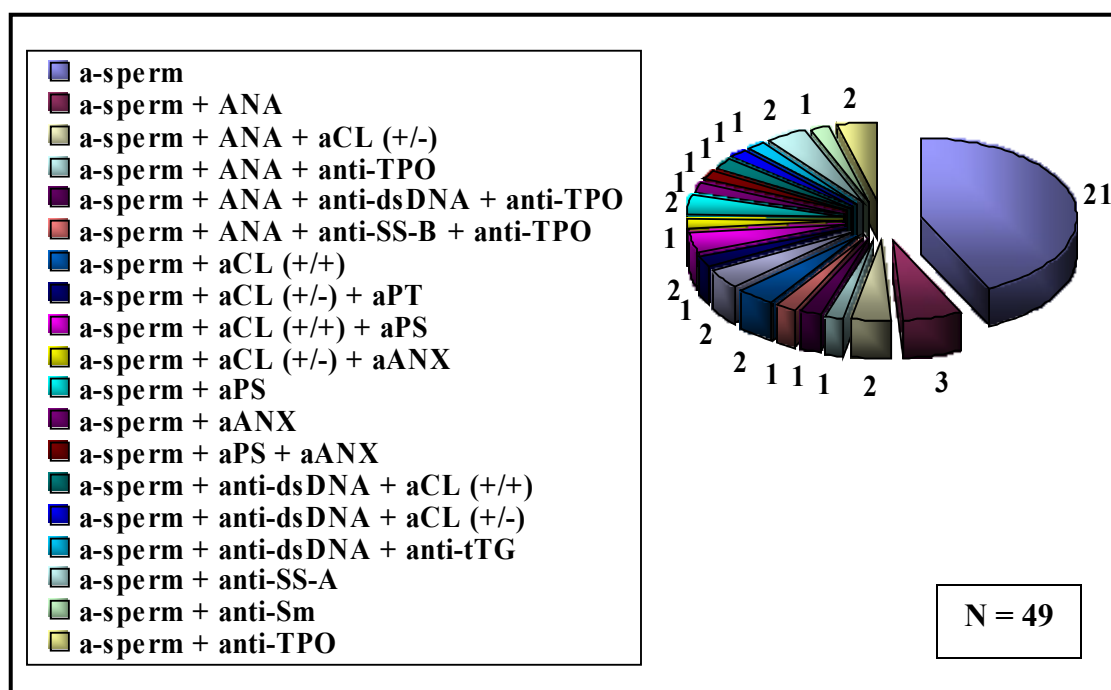 a-sperm
a-sperm + ANA
a-sperm + ANA + aCL (+/-)
a-sperm + ANA + anti-TPO
a-sperm + ANA + anti-dsDNA + anti-TPO
a-sperm + ANA + anti-SS-B + anti-TPO
a-sperm + aCL (+/+)
a-sperm + aCL (+/-) + aPT
a-sperm + aCL (+/+) + aPS
a-sperm + aCL (+/-) + aANX
a-sperm + aPS
a-sperm + aANX
a-sperm + aPS + aANX
a-sperm + anti-dsDNA + aCL (+/+)
a-sperm + anti-dsDNA + aCL (+/-)
a-sperm + anti-dsDNA + anti-tTG
a-sperm + anti-SS-A
a-sperm + anti-Sm
a-sperm + anti-TPO
21
3
2
1
1
1
2
2
1
2
1
2
1
1
1
1
1
2
1
2
N = 49